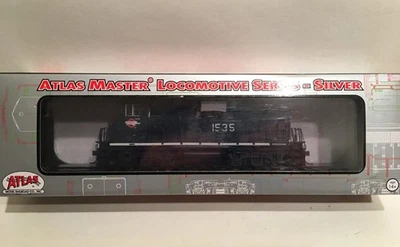 ATLAS MASTER® LOCOMOTIVE SERIES - SILVER
1535
ATLAS